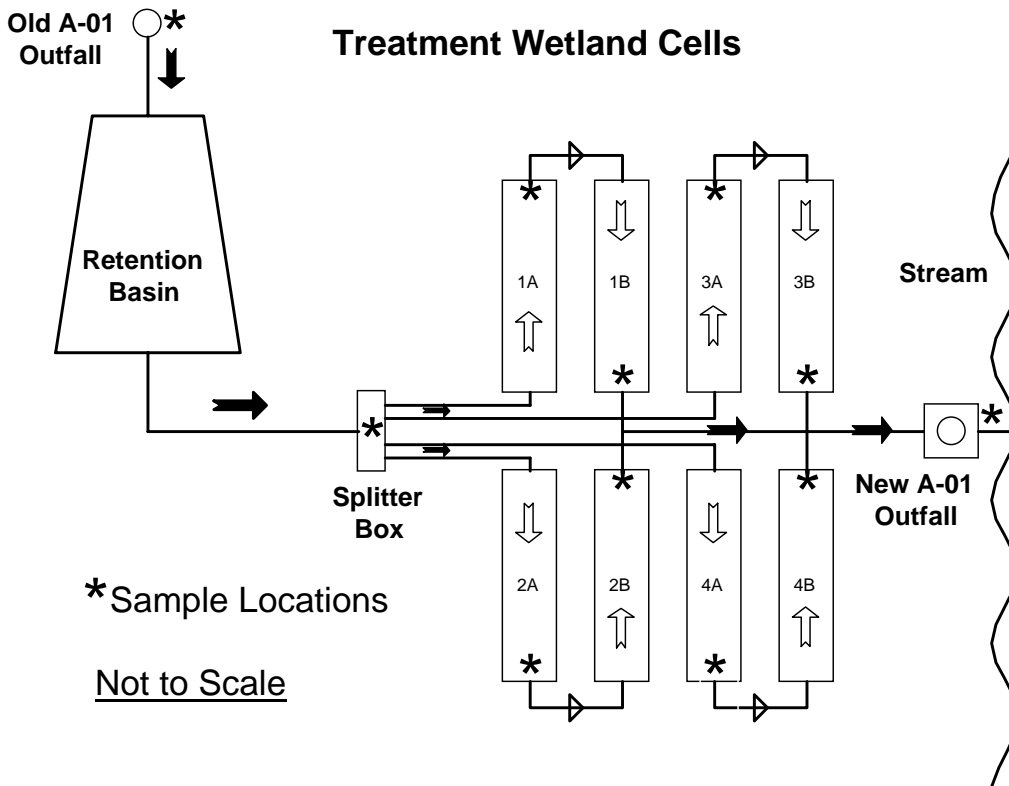 Old A-01 *
Outfall
Treatment Wetland Cells
Retention
Basin
* * 
1A 1B 3A 3B
* *
Stream
*
Splitter
Box
*
New A-01
Outfall
* *
2A 2B 4A 4B
* *
* Sample Locations
Not to Scale